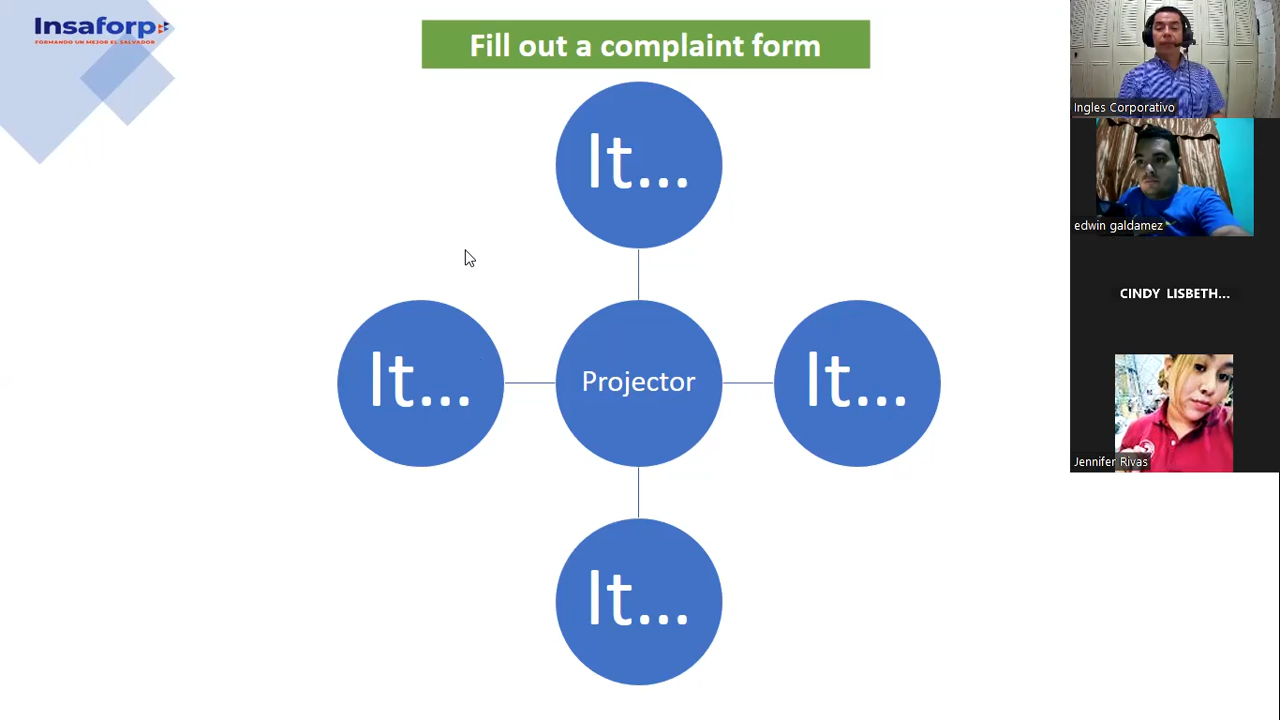 Insaforp
FORMANDO UN MEJOR EL SALVADOR
Fill out a complaint form
It...
It...
Projector
It...
It...
Ingles Corporativo
edwin galdamez
CINDY LISBETH...
Jennifer Rivas